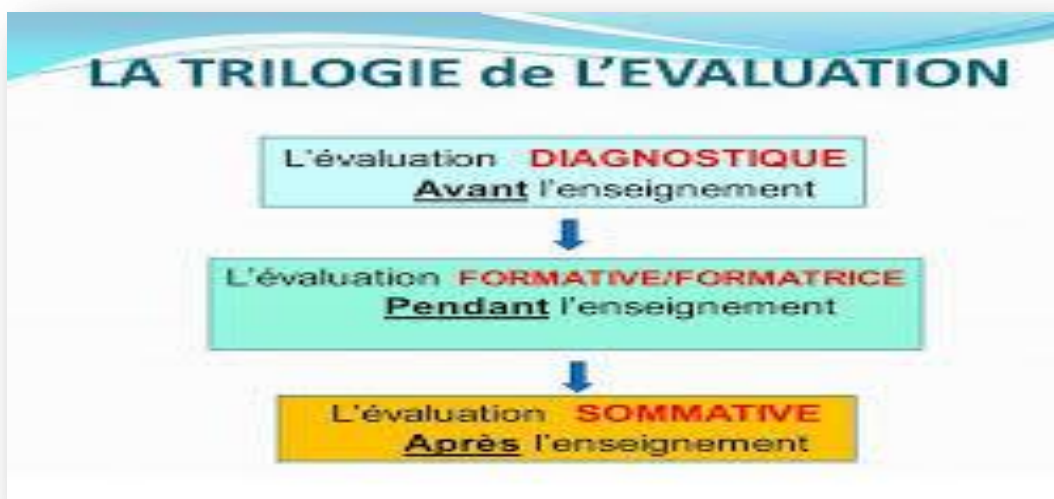 LA TRILOGIE de L'EVALUATION
L'évaluation DIAGNOSTIQUE
Avant l'enseignement
L'évaluation FORMATIVE/FORMATRICE
Pendant l'enseignement
L'évaluation SOMMATIVE
Après l'enseignement